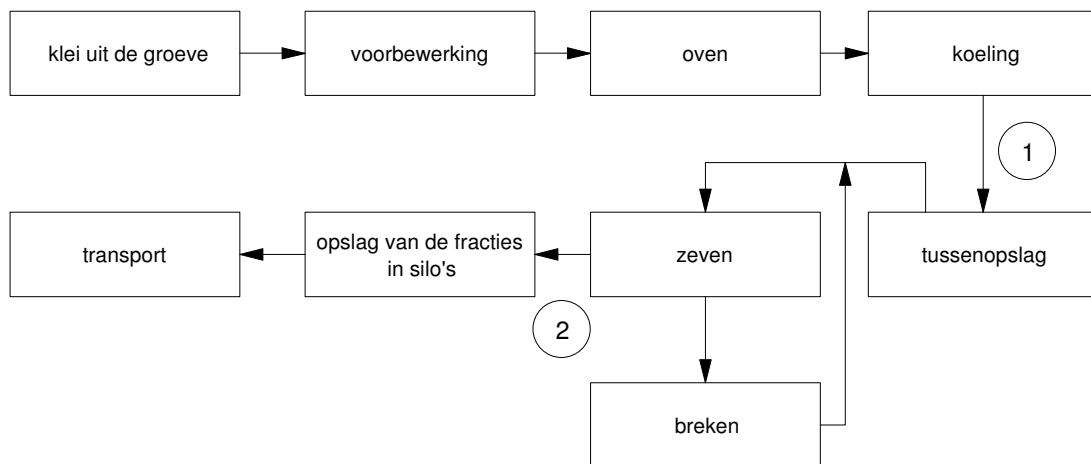 klei uit de groeve
voorbewerking
oven
koeling
1
transport
opslag van de fracties
in silo's
zeven
tussenopslag
2
breken